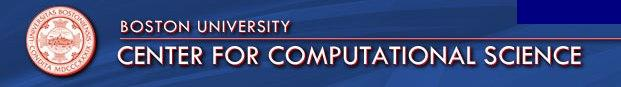 BOSTON UNIVERSITY
CENTER FOR COMPUTATIONAL SCIENCE